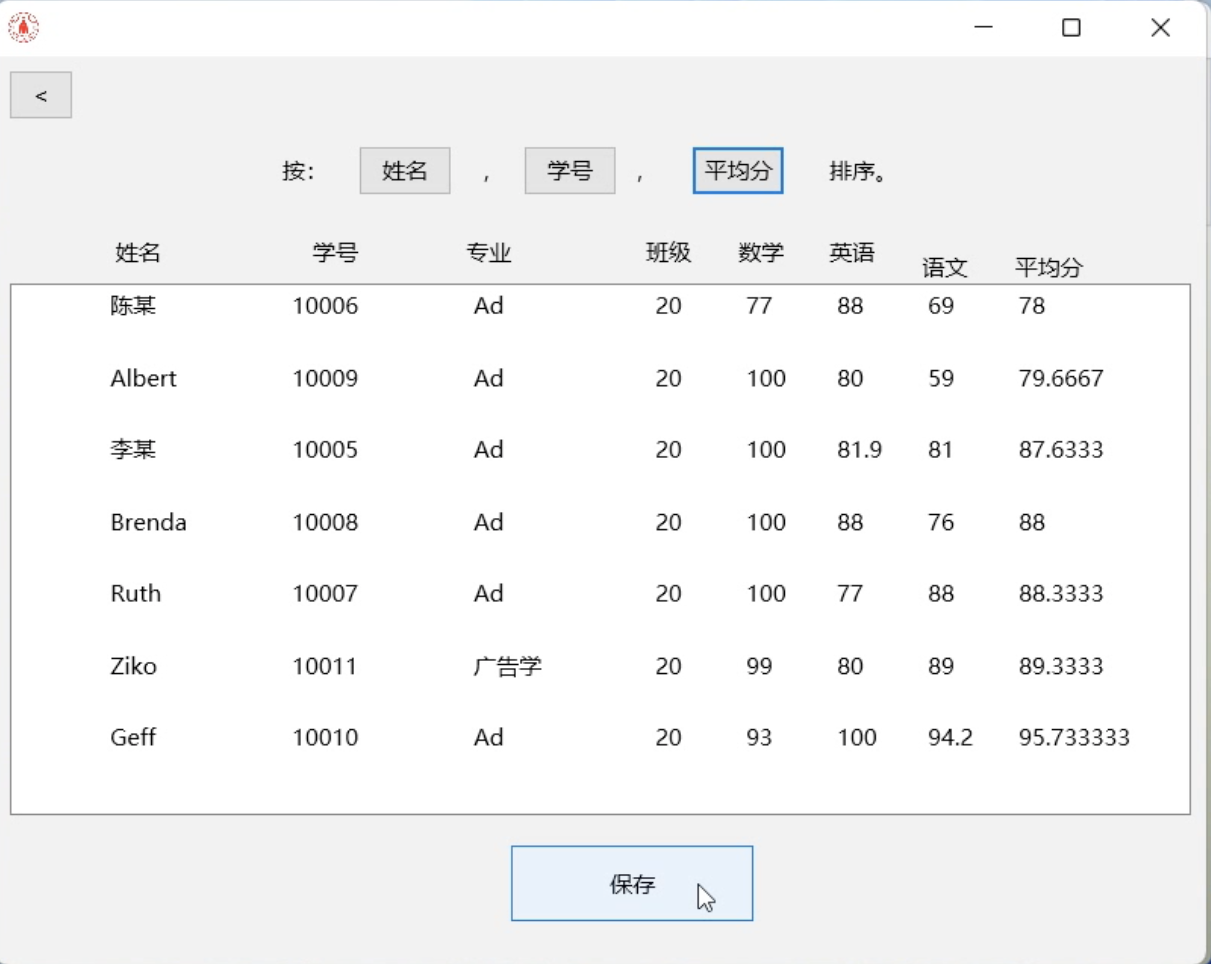 <
按： 姓名 ， 学号 ， 平均分 排序。
姓名 学号 专业 班级 数学 英语 语文 平均分
陈某 10006 Ad 20 77 88 69 78
Albert 10009 Ad 20 100 80 59 79.6667
李某 10005 Ad 20 100 81.9 81 87.6333
Brenda 10008 Ad 20 100 88 76 88
Ruth 10007 Ad 20 100 77 88 88.3333
Ziko 10011 广告学 20 99 80 89 89.3333
Geff 10010 Ad 20 93 100 94.2 95.733333
保存